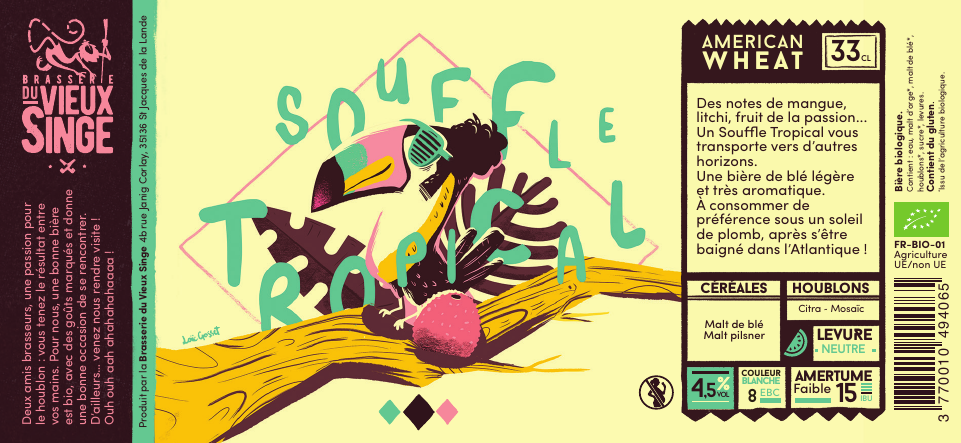 BRASSERIE
DU VIEUX
SINGE
Deux amis brasseurs, une passion pour
le houblon : vous tenez le résultat entre
vos mains. Pour nous, une bonne bière
est bio, avec des goûts marqués et donne
une bonne occasion de se rencontrer.
D'ailleurs... venez nous rendre visite !
Ouh ouh ah ahahahahaaaa !
Produit par la Brasserie du Vieux Singe 4b rue Janig Corlay, 35136 St Jacques de la Lande
SOUFFLE
TROPICAL
Loïc Gosset
AMERICAN
WHEAT
33CL
Des notes de mangue,
litchi, fruit de la passion...
Un Souffle Tropical vous
transporte vers d'autres
horizons.
Une bière de blé légère
et très aromatique.
À consommer de
préférence sous un soleil
de plomb, après s'être
baigné dans l'Atlantique !
CÉRÉALES
Malt de blé
Malt pilsner
HOUBLONS
Citra - Mosaïc
LEVURE
- NEUTRE -
4,5% VOL
COULEUR
BLANCHE
8 EBC
AMERTUME
Faible 15 IBU
Bière biologique.
Contient : eau, malt d'orge*, malt de blé*,
houblons*, sucre*, levures.
Contient du gluten.
*Issu de l'agriculture biologique.
FR-BIO-01
Agriculture
UE/non UE
3 770010 494065